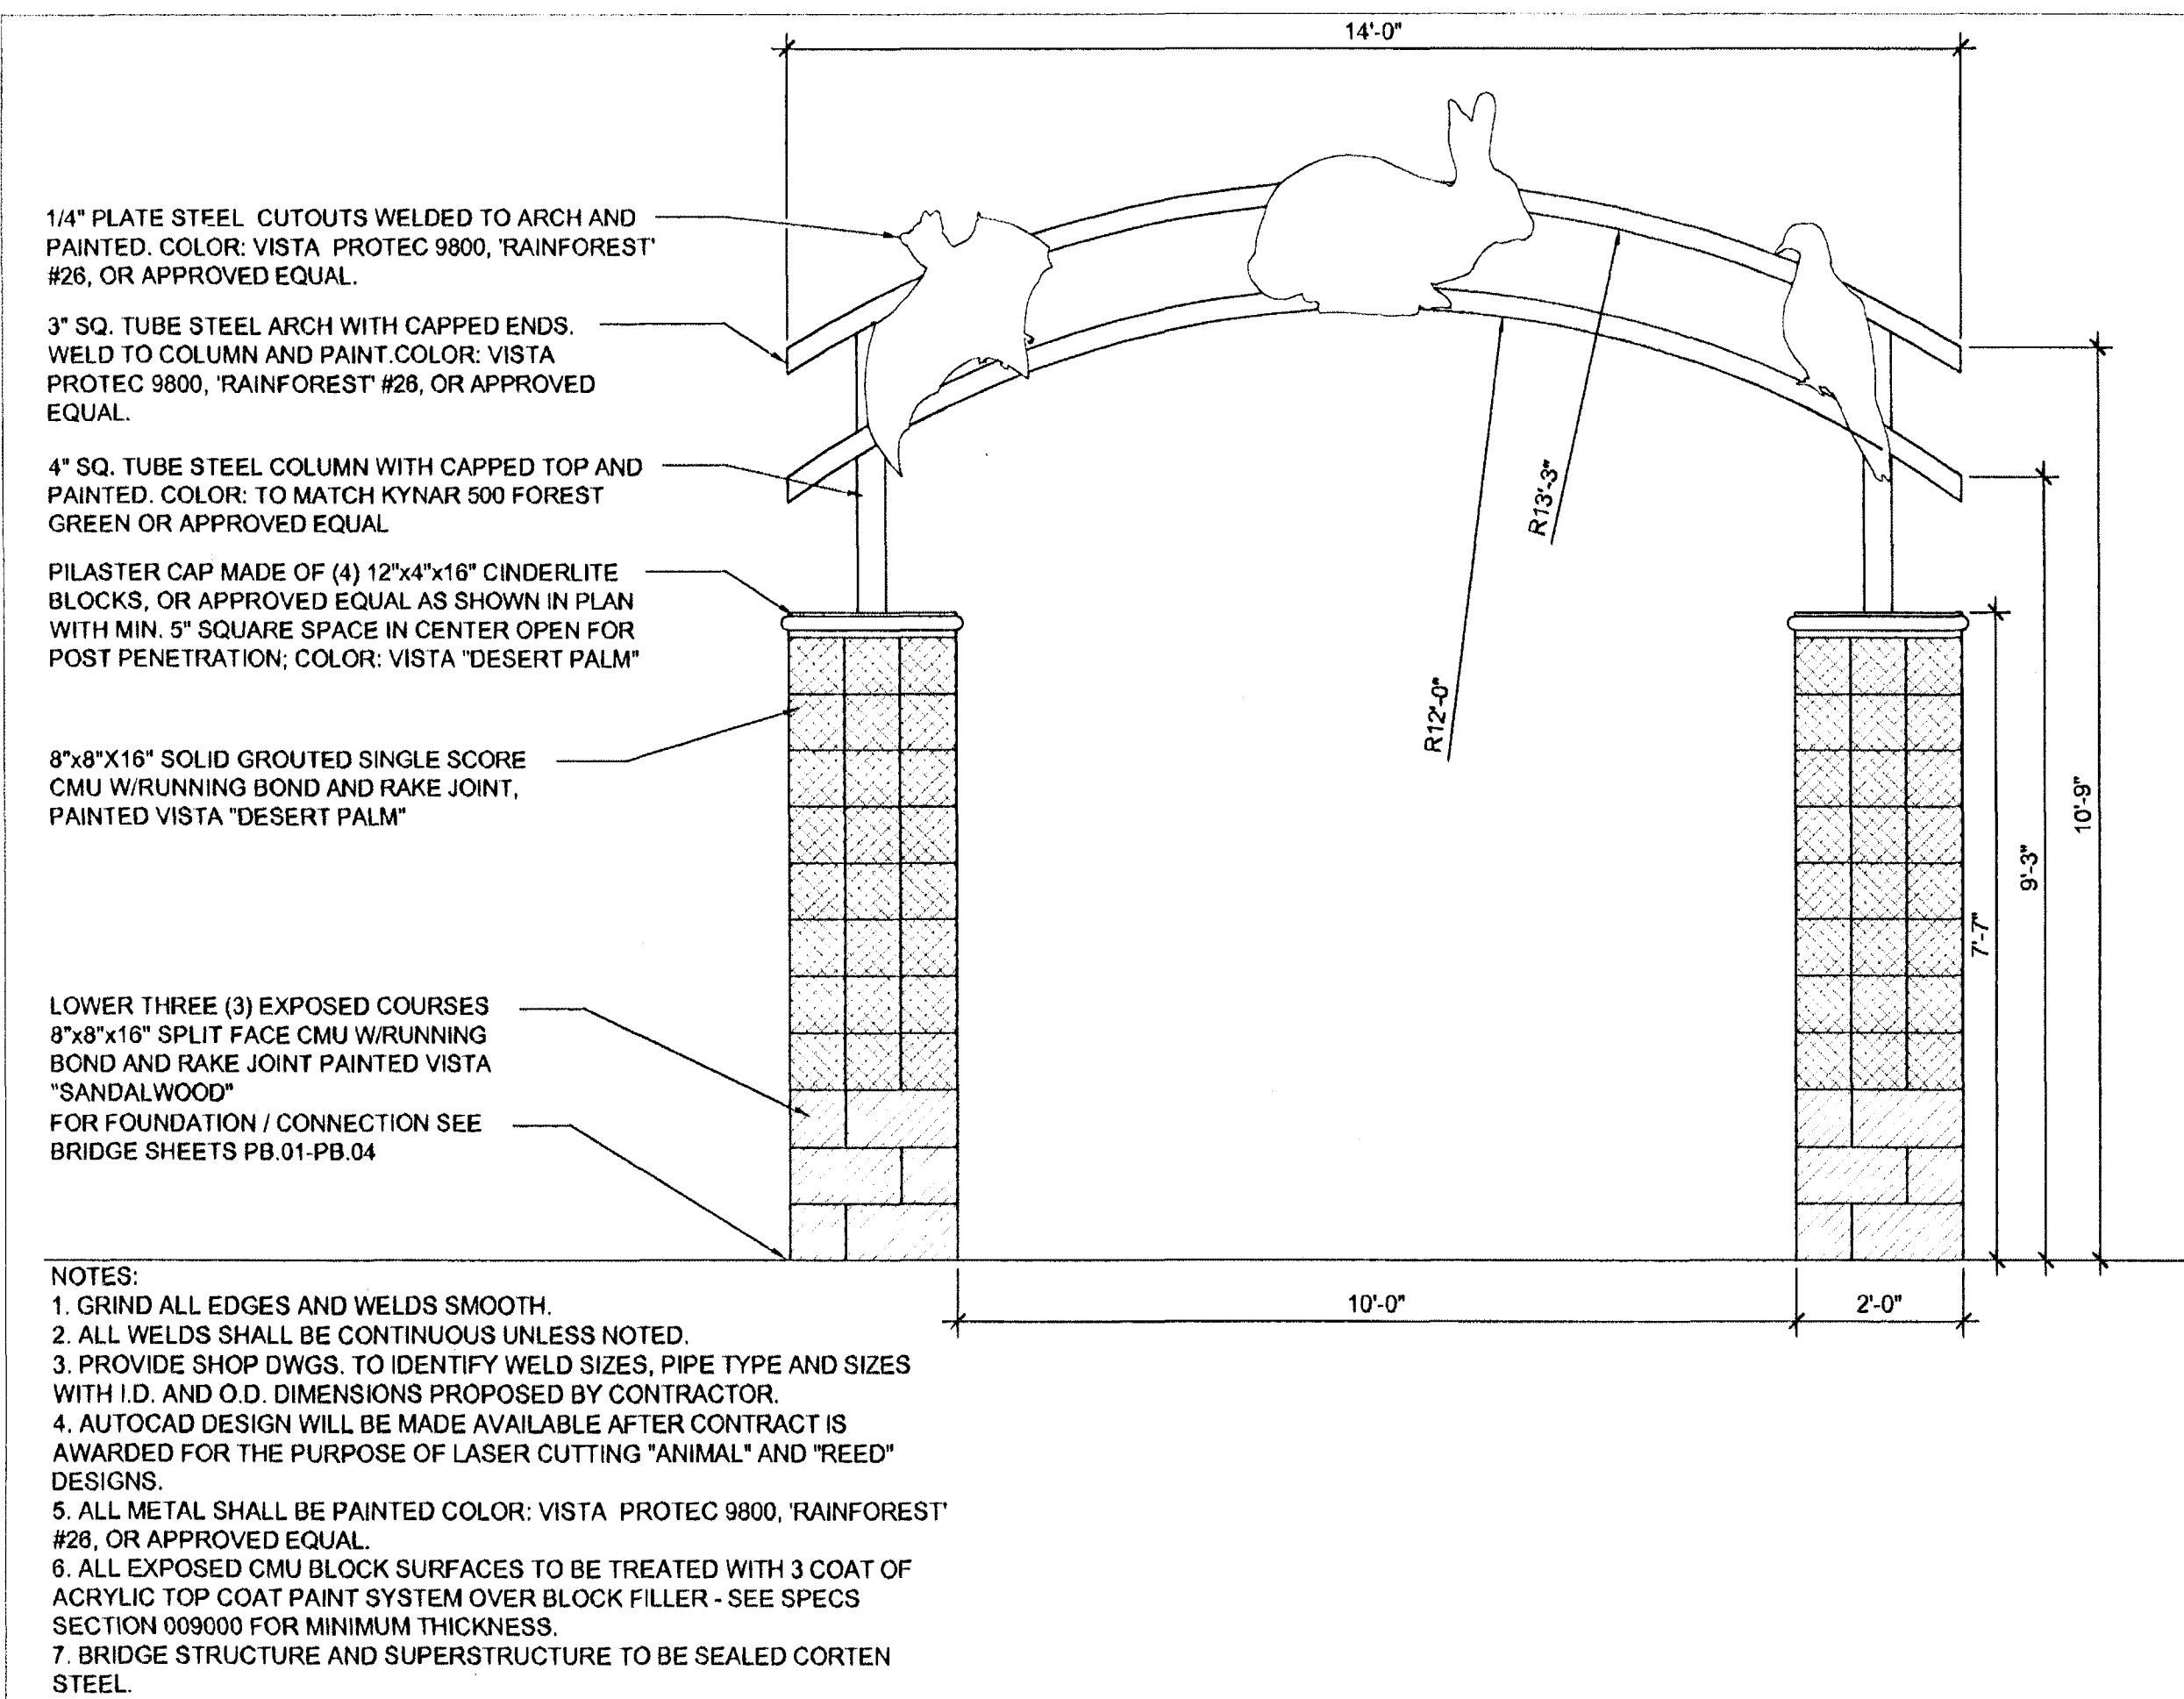 14'-0"
1/4" PLATE STEEL CUTOUTS WELDED TO ARCH AND
PAINTED. COLOR: VISTA PROTEC 9800, 'RAINFOREST'
#26, OR APPROVED EQUAL.
3" SQ. TUBE STEEL ARCH WITH CAPPED ENDS.
WELD TO COLUMN AND PAINT.COLOR: VISTA
PROTEC 9800, 'RAINFOREST' #26, OR APPROVED
EQUAL.
4" SQ. TUBE STEEL COLUMN WITH CAPPED TOP AND
PAINTED. COLOR: TO MATCH KYNAR 500 FOREST
GREEN OR APPROVED EQUAL
PILASTER CAP MADE OF (4) 12"x4"x16" CINDERLITE
BLOCKS, OR APPROVED EQUAL AS SHOWN IN PLAN
WITH MIN. 5" SQUARE SPACE IN CENTER OPEN FOR
POST PENETRATION; COLOR: VISTA "DESERT PALM"
8"x8"X16" SOLID GROUTED SINGLE SCORE
CMU W/RUNNING BOND AND RAKE JOINT,
PAINTED VISTA "DESERT PALM"
LOWER THREE (3) EXPOSED COURSES
8"x8"x16" SPLIT FACE CMU W/RUNNING
BOND AND RAKE JOINT PAINTED VISTA
"SANDALWOOD"
FOR FOUNDATION / CONNECTION SEE
BRIDGE SHEETS PB.01-PB.04
R13'-3"
R12'-0"
7'-7"
9'-3"
10'-9"
10'-0"
2'-0"
NOTES:
1. GRIND ALL EDGES AND WELDS SMOOTH.
2. ALL WELDS SHALL BE CONTINUOUS UNLESS NOTED.
3. PROVIDE SHOP DWGS. TO IDENTIFY WELD SIZES, PIPE TYPE AND SIZES
WITH I.D. AND O.D. DIMENSIONS PROPOSED BY CONTRACTOR.
4. AUTOCAD DESIGN WILL BE MADE AVAILABLE AFTER CONTRACT IS
AWARDED FOR THE PURPOSE OF LASER CUTTING "ANIMAL" AND "REED"
DESIGNS.
5. ALL METAL SHALL BE PAINTED COLOR: VISTA PROTEC 9800, 'RAINFOREST'
#26, OR APPROVED EQUAL.
6. ALL EXPOSED CMU BLOCK SURFACES TO BE TREATED WITH 3 COAT OF
ACRYLIC TOP COAT PAINT SYSTEM OVER BLOCK FILLER - SEE SPECS
SECTION 009000 FOR MINIMUM THICKNESS.
7. BRIDGE STRUCTURE AND SUPERSTRUCTURE TO BE SEALED CORTEN
STEEL.